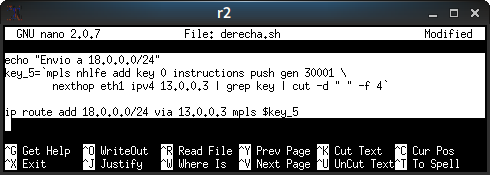 r2
GNU nano 2.0.7 File: derecha.sh Modified
echo "Envio a 18.0.0.0/24"
key_5=`mpls nhlfe add key 0 instructions push gen 30001 \
nexthop eth1 ipv4 13.0.0.3 | grep key | cut -d " " -f 4`
ip route add 18.0.0.0/24 via 13.0.0.3 mpls $key_5
^G Get Help ^O WriteOut ^R Read File ^Y Prev Page ^K Cut Text ^C Cur Pos
^X Exit ^J Justify ^W Where Is ^V Next Page ^U UnCut Text ^T To Spell